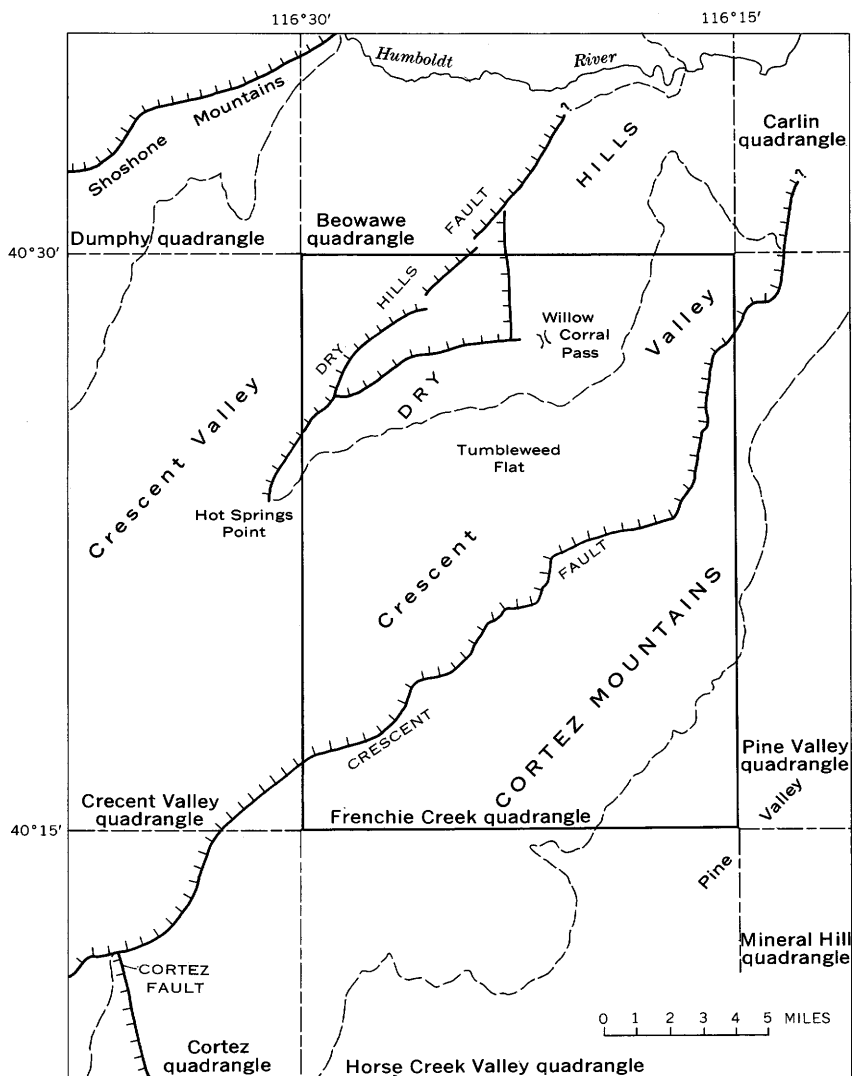 116°30'
116°15'
Humboldt River
Shoshone Mountains
?
HILLS
Carlin
quadrangle
?
FAULT
Dumphy quadrangle
Beowawe
quadrangle
40°30'
HILLS
DRY
Willow
Corral
Pass
Valley
DRY
Crescent Valley
Tumbleweed
Flat
Hot Springs
Point
Crescent
FAULT
CORTEZ MOUNTAINS
CRESCENT
Pine Valley
quadrangle
Crecent Valley
quadrangle
Frenchie Creek quadrangle
40°15'
Pine Valley
Mineral Hill
quadrangle
CORTEZ
FAULT
0 1 2 3 4 5 MILES
Cortez
quadrangle
Horse Creek Valley quadrangle